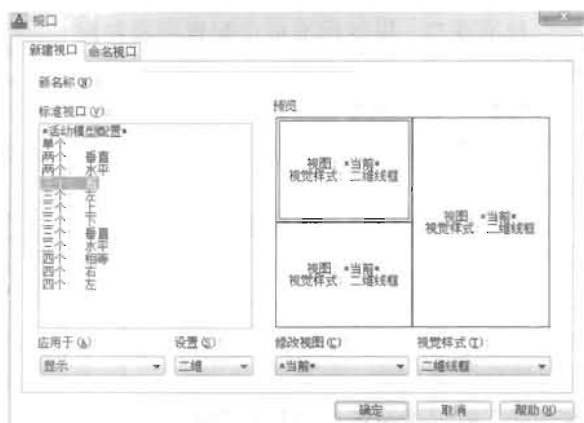 视口
新建视口 命名视口
新名称(N):
标准视口(V):
*活动模型配置*
单个
两个 垂直
两个 水平
三个 右
三个 左
三个 上
三个 下
三个 垂直
三个 水平
四个 相等
四个 右
四个 左
预览
视图: *当前*
视觉样式: 二维线框
视图: *当前*
视觉样式: 二维线框
视图: *当前*
视觉样式: 二维线框
应用于(A):
显示
设置(S):
二维
修改视图(C):
*当前*
视觉样式(T):
二维线框
确定 取消 帮助(H)